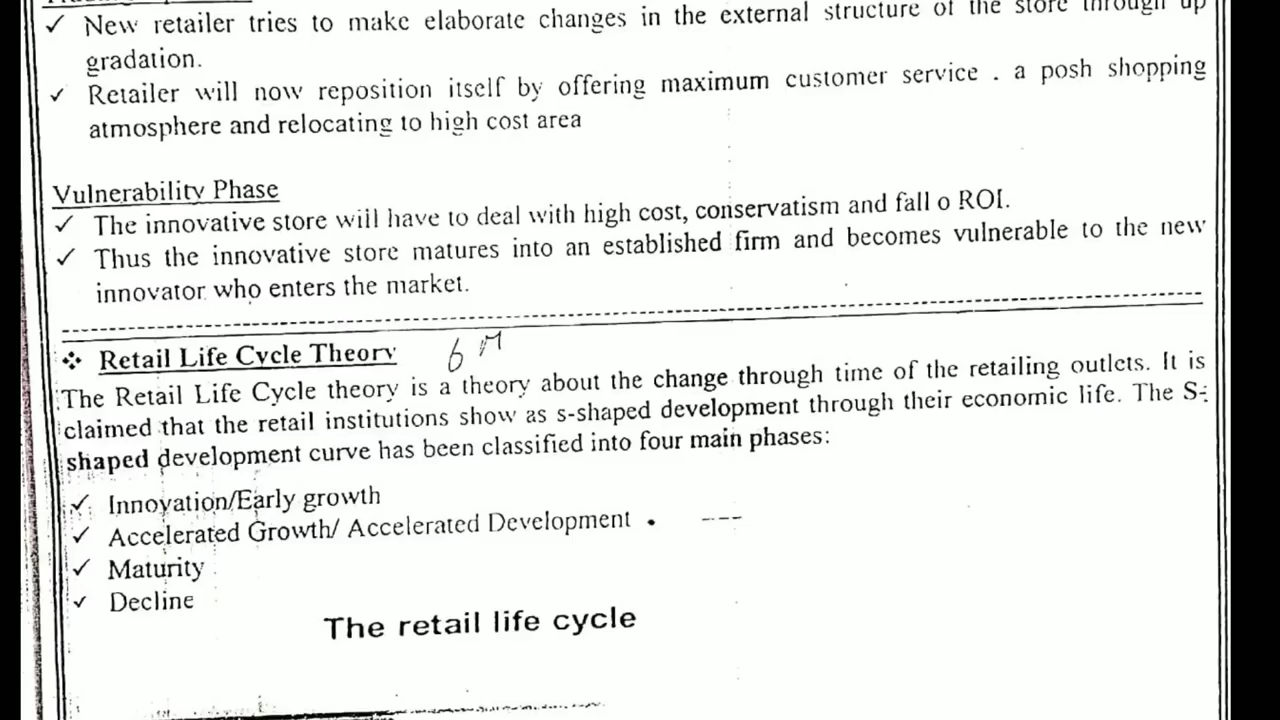 ✓ New retailer tries to make elaborate changes in the external structure of the store through up
gradation.
✓ Retailer will now reposition itself by offering maximum customer service . a posh shopping
atmosphere and relocating to high cost area
Vulnerability Phase
✓ The innovative store will have to deal with high cost, conservatism and fall o ROI.
✓ Thus the innovative store matures into an established firm and becomes vulnerable to the new
innovator who enters the market.
❖ Retail Life Cycle Theory 6 M
The Retail Life Cycle theory is a theory about the change through time of the retailing outlets. It is
claimed that the retail institutions show as s-shaped development through their economic life. The S-
shaped development curve has been classified into four main phases:
✓ Innovation/Early growth
✓ Accelerated Growth/ Accelerated Development
✓ Maturity
✓ Decline
The retail life cycle